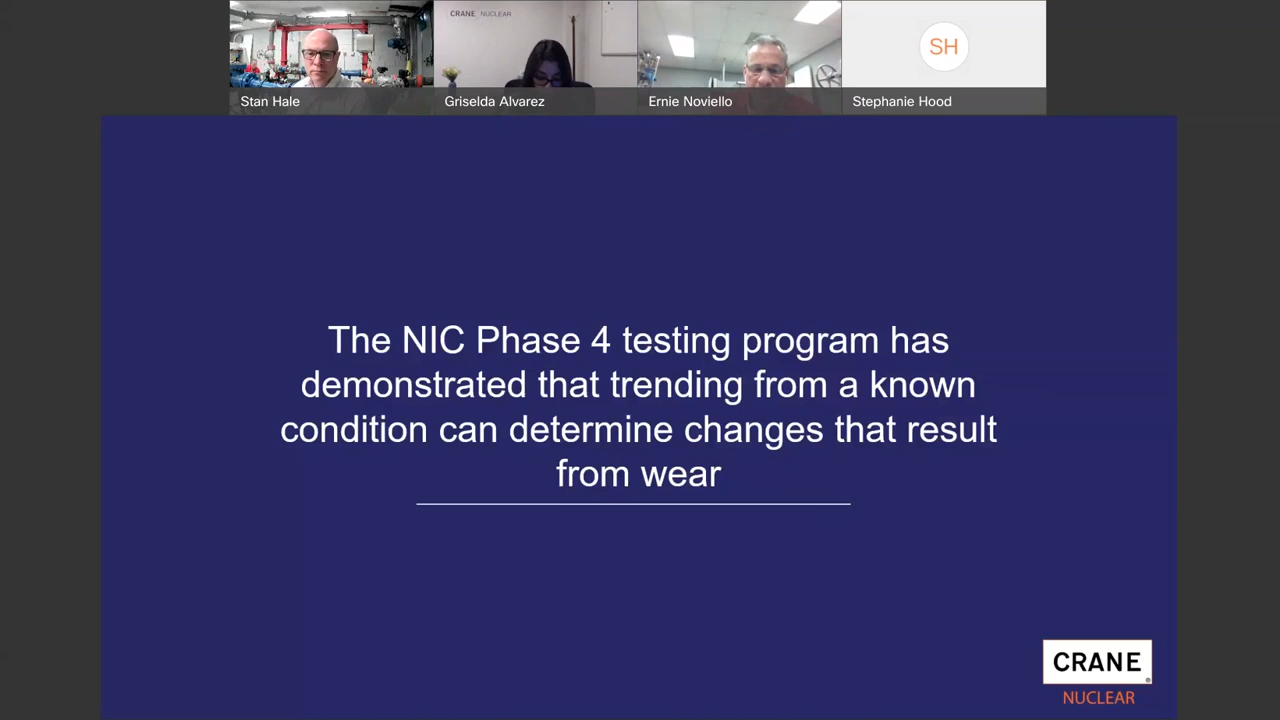 CRANE NUCLEAR
SH
Stan Hale
Griselda Alvarez
Ernie Noviello
Stephanie Hood
The NIC Phase 4 testing program has
demonstrated that trending from a known
condition can determine changes that result
from wear
CRANE
NUCLEAR